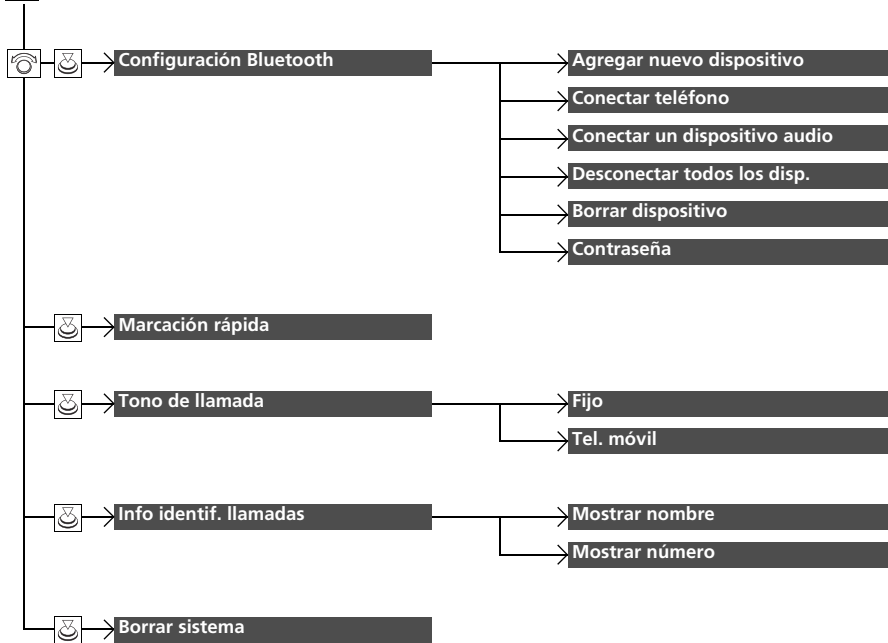 Configuración Bluetooth
Agregar nuevo dispositivo
Conectar teléfono
Conectar un dispositivo audio
Desconectar todos los disp.
Borrar dispositivo
Contraseña
Marcación rápida
Tono de llamada
Fijo
Tel. móvil
Info identif. llamadas
Mostrar nombre
Mostrar número
Borrar sistema